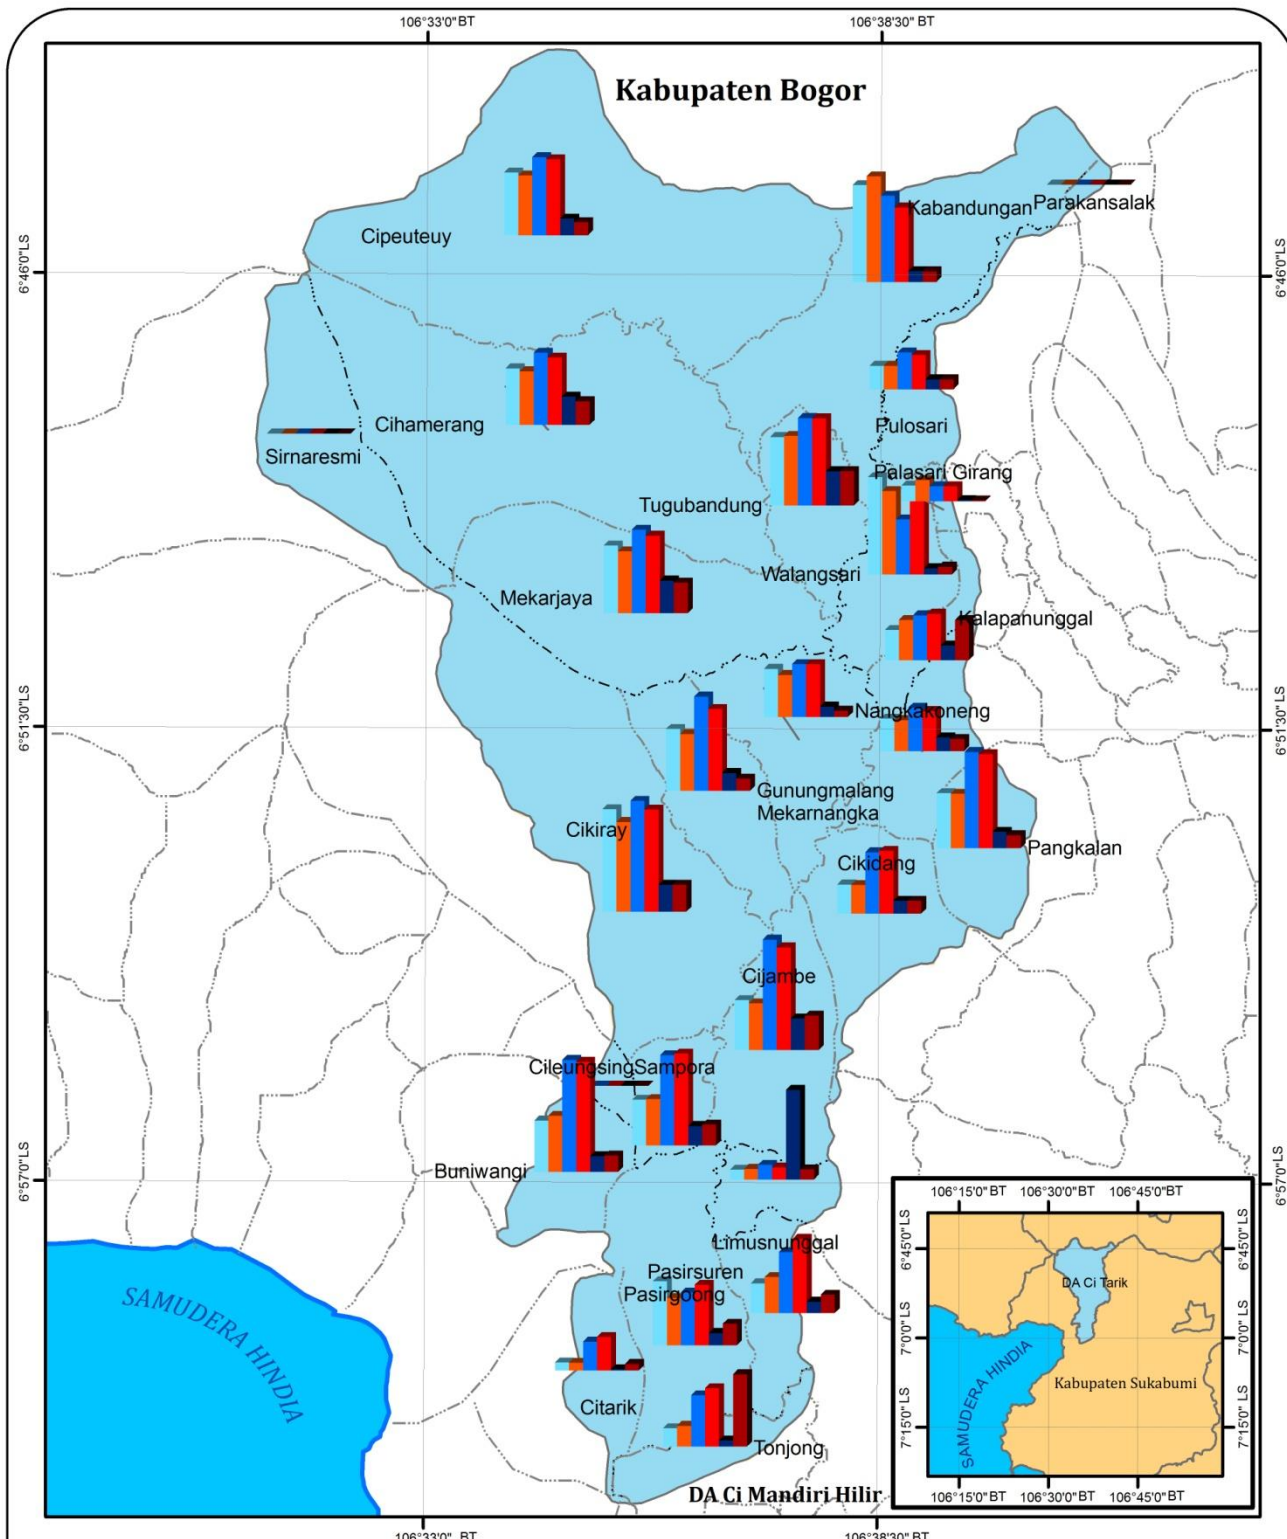 106°33'0" BT
106°38'30" BT
Kabupaten Bogor
Kabandungan
Parakansalak
Cipeuteuy
6°46'0"LS
6°46'0"LS
Cihamerang
Pulosari
Sirnaresmi
Palasari Girang
Tugubandung
Walangsari
Mekarjaya
Kalapanunggal
Nangkakoneng
6°51'30"LS
6°51'30"LS
Gunungmalang
Mekarnangka
Cikiray
Pangkalan
Cikidang
Cijambe
Cileungsing
Sampora
Buniwangi
6°57'0"LS
6°57'0"LS
Limusnunggal
Pasirsuren
Pasirgoong
SAMUDERA HINDIA
Citarik
Tonjong
DA Ci Mandiri Hilir
106°33'0" BT
106°38'30" BT
106°15'0" BT
106°30'0" BT
106°45'0" BT
6°45'0" LS
6°45'0" LS
DA Ci Tarik
7°0'0" LS
7°0'0" LS
SAMUDERA HINDIA
Kabupaten Sukabumi
7°15'0" LS
7°15'0" LS
106°15'0" BT
106°30'0" BT
106°45'0" BT